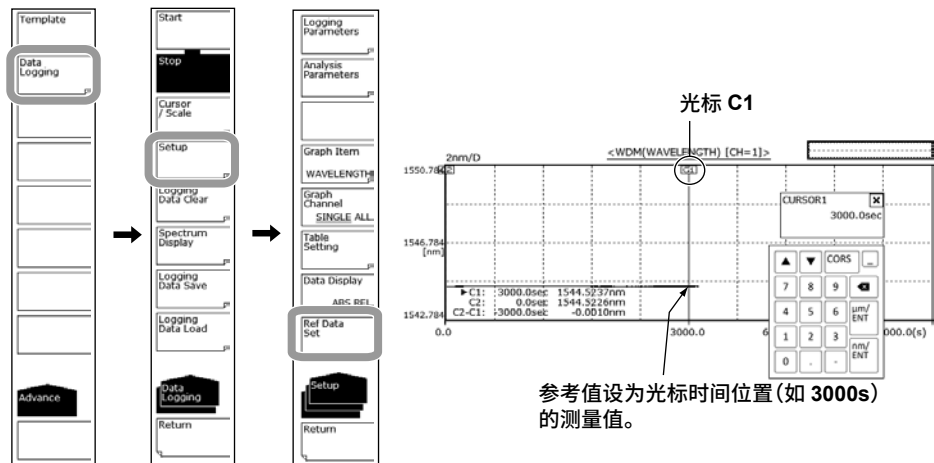 Template
Data
Logging
Advance
Start
Stop
Cursor
/ Scale
Setup
Logging
Data Clear
Spectrum
Display
Logging
Data Save
Logging
Data Load
Data
Logging
Return
Logging
Parameters
Analysis
Parameters
Graph Item
WAVELENGTH
Graph
Channel
SINGLE ALL
Table
Setting
Data Display
ABS REL
Ref Data
Set
Setup
Return
光标 C1
2nm/D
<WDM(WAVELENGTH) [CH=1]>
1550.784
C2
C1
CURSOR1
3000.0sec
1546.784
[nm]
CORS
7 8 9
4 5 6 μm/
ENT
1 2 3 nm/
ENT
0 . -
C1: 3000.0sec 1544.5237nm
C2: 0.0sec 1544.5226nm
C2-C1: -3000.0sec -0.0010nm
1542.784
0.0 3000.0 6 000.0(s)
参考值设为光标时间位置(如 3000s)
的测量值。